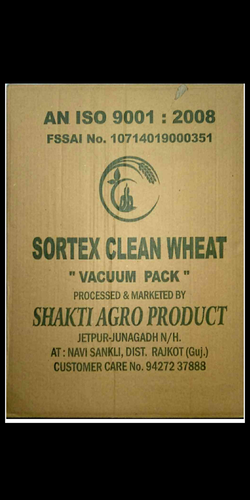 AN ISO 9001 : 2008
FSSAI No. 10714019000351
SORTEX CLEAN WHEAT
" VACUUM PACK "
PROCESSED & MARKETED BY
SHAKTI AGRO PRODUCT
JETPUR-JUNAGADH N/H.
AT : NAVI SANKLI, DIST. RAJKOT (Guj.)
CUSTOMER CARE No. 94272 37888